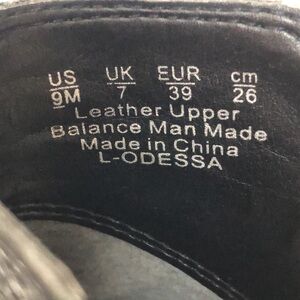 US UK EUR cm
9M 7 39 26
Leather Upper
Balance Man Made
Made in China
L-ODESSA